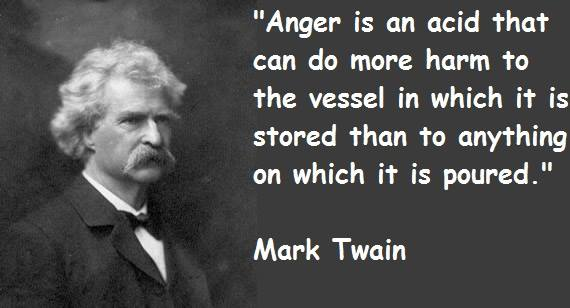 "Anger is an acid that
can do more harm to
the vessel in which it is
stored than to anything
on which it is poured."
Mark Twain